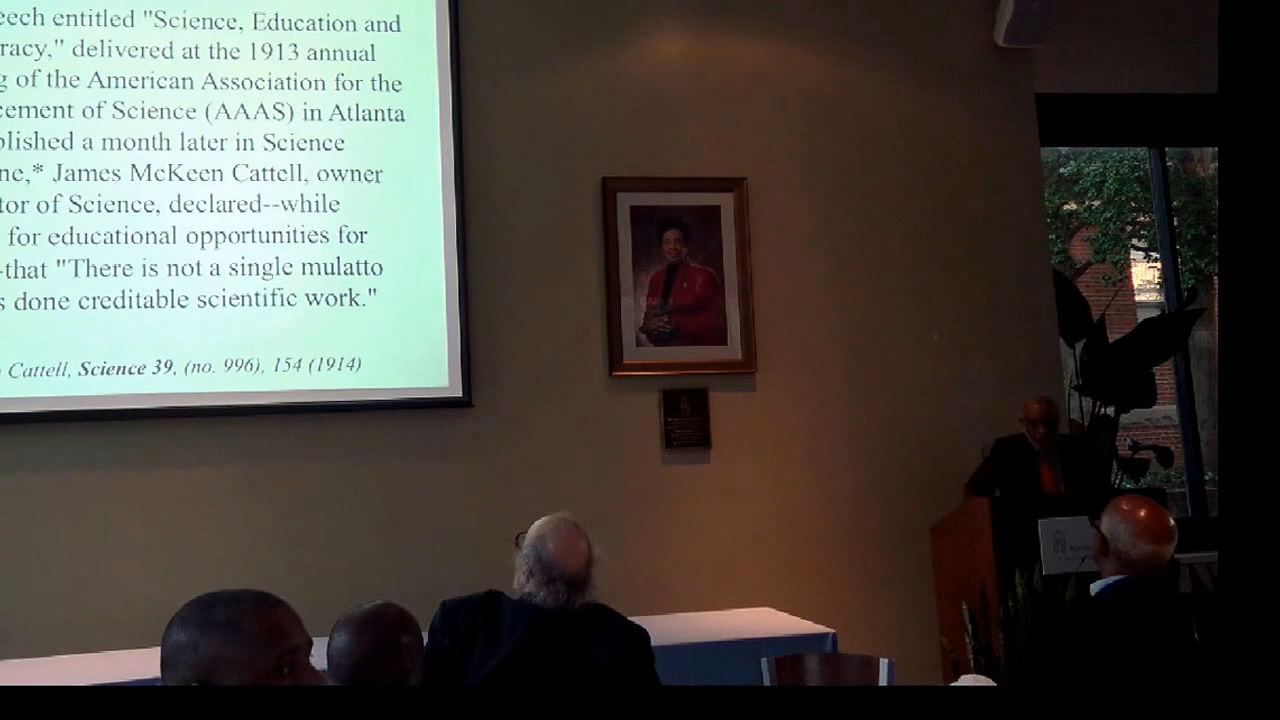 eech entitled "Science, Education and
racy," delivered at the 1913 annual
g of the American Association for the
cement of Science (AAAS) in Atlanta
blished a month later in Science
ne,* James McKeen Cattell, owner
tor of Science, declared--while
for educational opportunities for
-that "There is not a single mulatto
s done creditable scientific work."
Cattell, Science 39, (no. 996), 154 (1914)